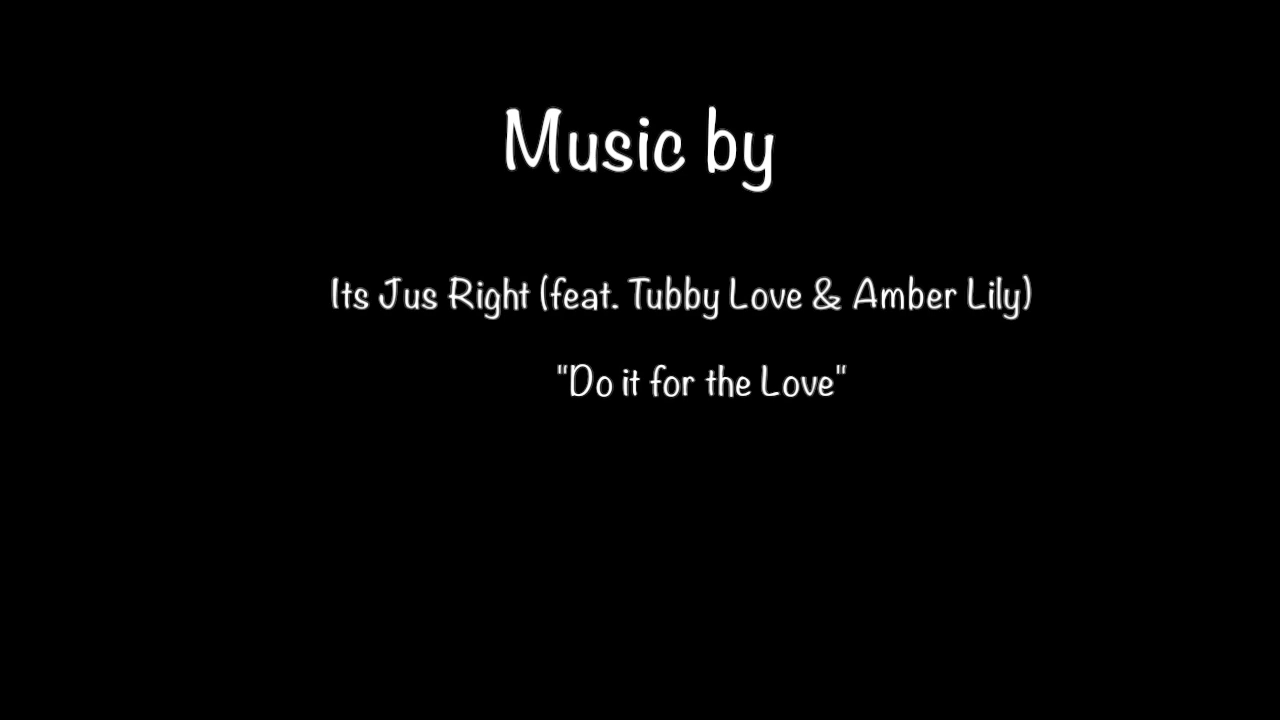 Music by
Its Jus Right (feat. Tubby Love & Amber Lily)
"Do it for the Love"